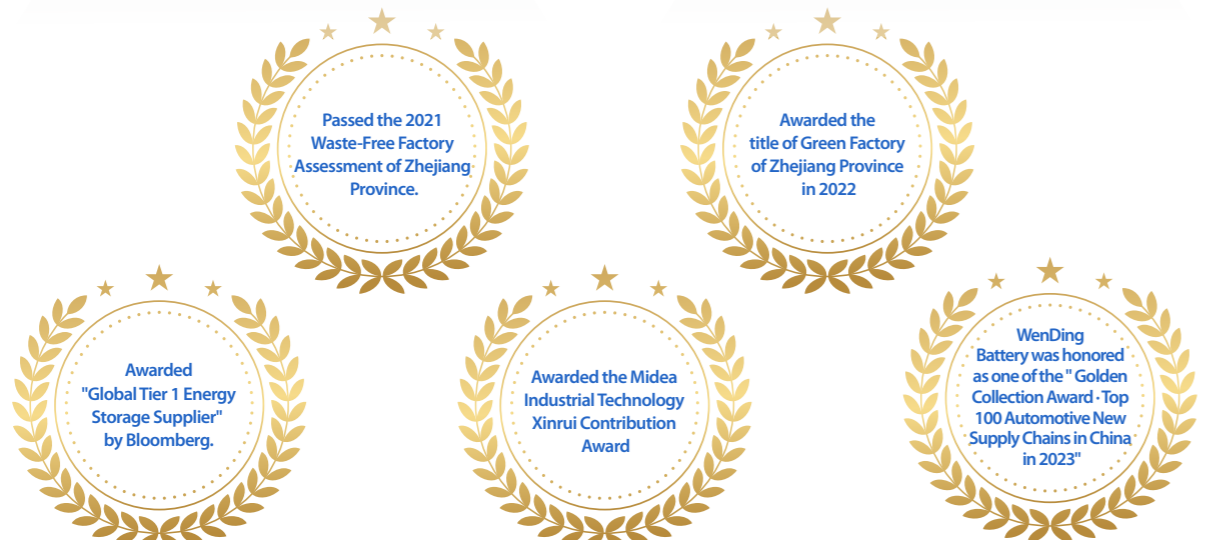 Passed the 2021
Waste-Free Factory
Assessment of Zhejiang
Province.
Awarded the
title of Green Factory
of Zhejiang Province
in 2022
Awarded
"Global Tier 1 Energy
Storage Supplier"
by Bloomberg.
Awarded the Midea
Industrial Technology
Xinrui Contribution
Award
WenDing
Battery was honored
as one of the " Golden
Collection Award · Top
100 Automotive New
Supply Chains in China
in 2023"